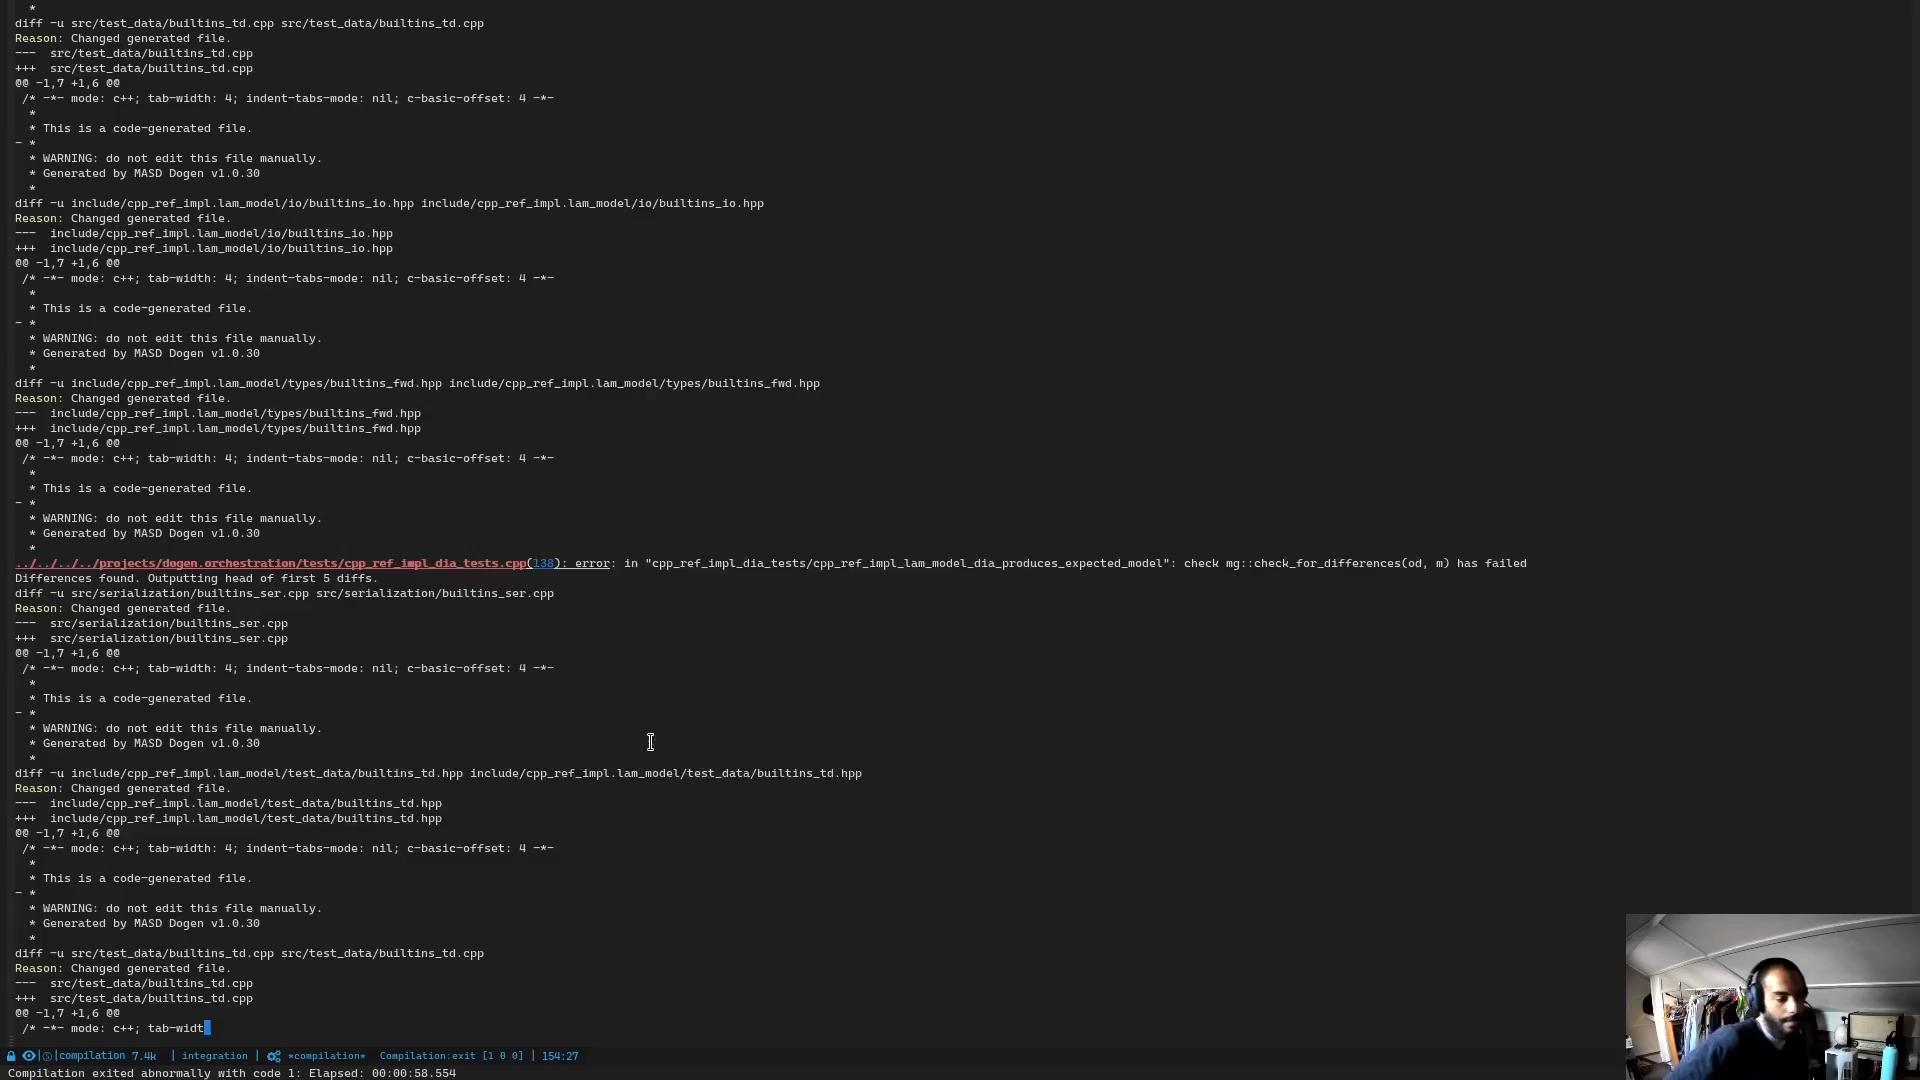 *
diff -u src/test_data/builtins_td.cpp src/test_data/builtins_td.cpp
Reason: Changed generated file.
---  src/test_data/builtins_td.cpp
+++  src/test_data/builtins_td.cpp
@@ -1,7 +1,6 @@
 /* -*- mode: c++; tab-width: 4; indent-tabs-mode: nil; c-basic-offset: 4 -*-
  *
  * This is a code-generated file.
- *
  * WARNING: do not edit this file manually.
  * Generated by MASD Dogen v1.0.30
  *
diff -u include/cpp_ref_impl.lam_model/io/builtins_io.hpp include/cpp_ref_impl.lam_model/io/builtins_io.hpp
Reason: Changed generated file.
---  include/cpp_ref_impl.lam_model/io/builtins_io.hpp
+++  include/cpp_ref_impl.lam_model/io/builtins_io.hpp
@@ -1,7 +1,6 @@
 /* -*- mode: c++; tab-width: 4; indent-tabs-mode: nil; c-basic-offset: 4 -*-
  *
  * This is a code-generated file.
- *
  * WARNING: do not edit this file manually.
  * Generated by MASD Dogen v1.0.30
  *
diff -u include/cpp_ref_impl.lam_model/types/builtins_fwd.hpp include/cpp_ref_impl.lam_model/types/builtins_fwd.hpp
Reason: Changed generated file.
---  include/cpp_ref_impl.lam_model/types/builtins_fwd.hpp
+++  include/cpp_ref_impl.lam_model/types/builtins_fwd.hpp
@@ -1,7 +1,6 @@
 /* -*- mode: c++; tab-width: 4; indent-tabs-mode: nil; c-basic-offset: 4 -*-
  *
  * This is a code-generated file.
- *
  * WARNING: do not edit this file manually.
  * Generated by MASD Dogen v1.0.30
  *
../../../../projects/dogen.orchestration/tests/cpp_ref_impl_dia_tests.cpp(138): error: in "cpp_ref_impl_dia_tests/cpp_ref_impl_lam_model_dia_produces_expected_model": check mg::check_for_differences(od, m) has failed
Differences found. Outputting head of first 5 diffs.
diff -u src/serialization/builtins_ser.cpp src/serialization/builtins_ser.cpp
Reason: Changed generated file.
---  src/serialization/builtins_ser.cpp
+++  src/serialization/builtins_ser.cpp
@@ -1,7 +1,6 @@
 /* -*- mode: c++; tab-width: 4; indent-tabs-mode: nil; c-basic-offset: 4 -*-
  *
  * This is a code-generated file.
- *
  * WARNING: do not edit this file manually.
  * Generated by MASD Dogen v1.0.30
  *
diff -u include/cpp_ref_impl.lam_model/test_data/builtins_td.hpp include/cpp_ref_impl.lam_model/test_data/builtins_td.hpp
Reason: Changed generated file.
---  include/cpp_ref_impl.lam_model/test_data/builtins_td.hpp
+++  include/cpp_ref_impl.lam_model/test_data/builtins_td.hpp
@@ -1,7 +1,6 @@
 /* -*- mode: c++; tab-width: 4; indent-tabs-mode: nil; c-basic-offset: 4 -*-
  *
  * This is a code-generated file.
- *
  * WARNING: do not edit this file manually.
  * Generated by MASD Dogen v1.0.30
  *
diff -u src/test_data/builtins_td.cpp src/test_data/builtins_td.cpp
Reason: Changed generated file.
---  src/test_data/builtins_td.cpp
+++  src/test_data/builtins_td.cpp
@@ -1,7 +1,6 @@
 /* -*- mode: c++; tab-widt
compilation 7.4k | integration | *compilation* Compilation:exit [1 0 0] | 154:27
Compilation exited abnormally with code 1: Elapsed: 00:00:58.554